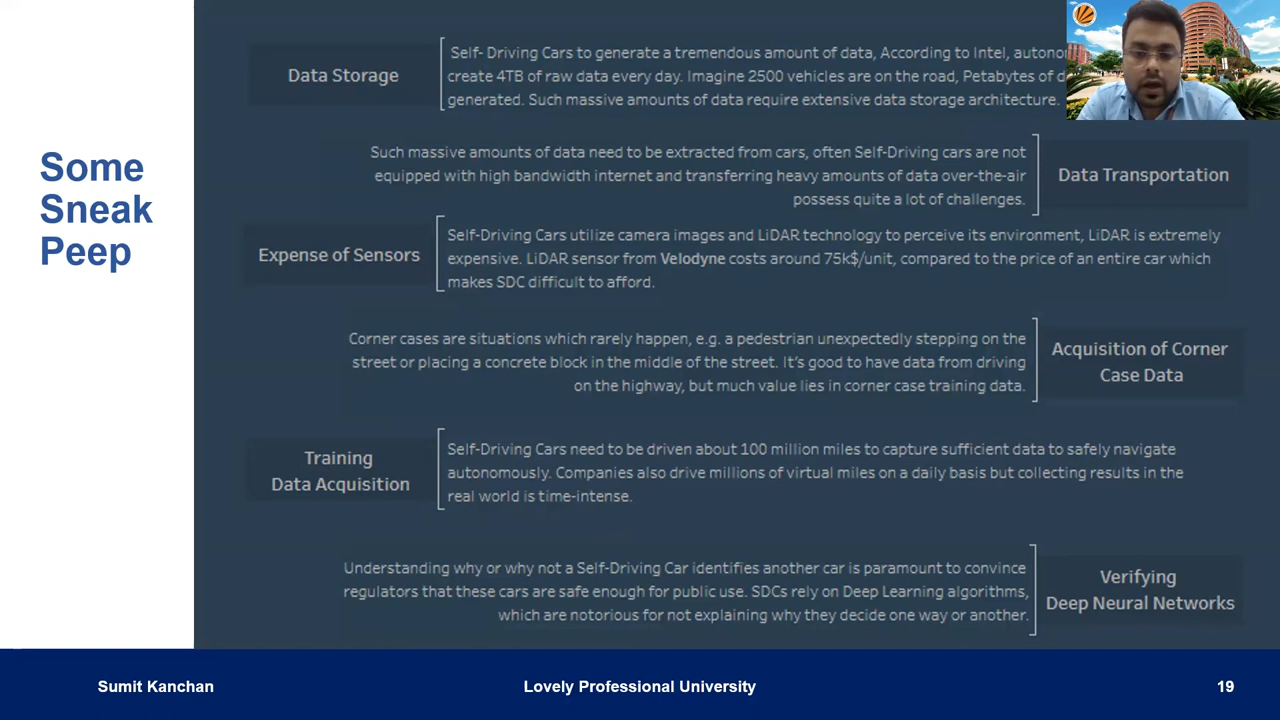 Some
Sneak
Peep
Data Storage
Self- Driving Cars to generate a tremendous amount of data, According to Intel,
create 4TB of raw data every day. Imagine 2500 vehicles are on the road, Petabytes of
generated. Such massive amounts of data require extensive data storage architecture.
Such massive amounts of data need to be extracted from cars, often Self-Driving cars are not
equipped with high bandwidth internet and transferring heavy amounts of data over-the-air
possess quite a lot of challenges.
Data Transportation
Expense of Sensors
Self-Driving Cars utilize camera images and LiDAR technology to perceive its environment, LiDAR is extremely
expensive. LiDAR sensor from Velodyne costs around 75k$/unit, compared to the price of an entire car which
makes SDC difficult to afford.
Corner cases are situations which rarely happen, e.g. a pedestrian unexpectedly stepping on the
street or placing a concrete block in the middle of the street. It's good to have data from driving
on the highway, but much value lies in corner case training data.
Acquisition of Corner
Case Data
Training
Data Acquisition
Self-Driving Cars need to be driven about 100 million miles to capture sufficient data to safely navigate
autonomously. Companies also drive millions of virtual miles on a daily basis but collecting results in the
real world is time-intense.
Understanding why or why not a Self-Driving Car identifies another car is paramount to convince
regulators that these cars are safe enough for public use. SDCs rely on Deep Learning algorithms,
which are notorious for not explaining why they decide one way or another.
Verifying
Deep Neural Networks
Sumit Kanchan
Lovely Professional University
19